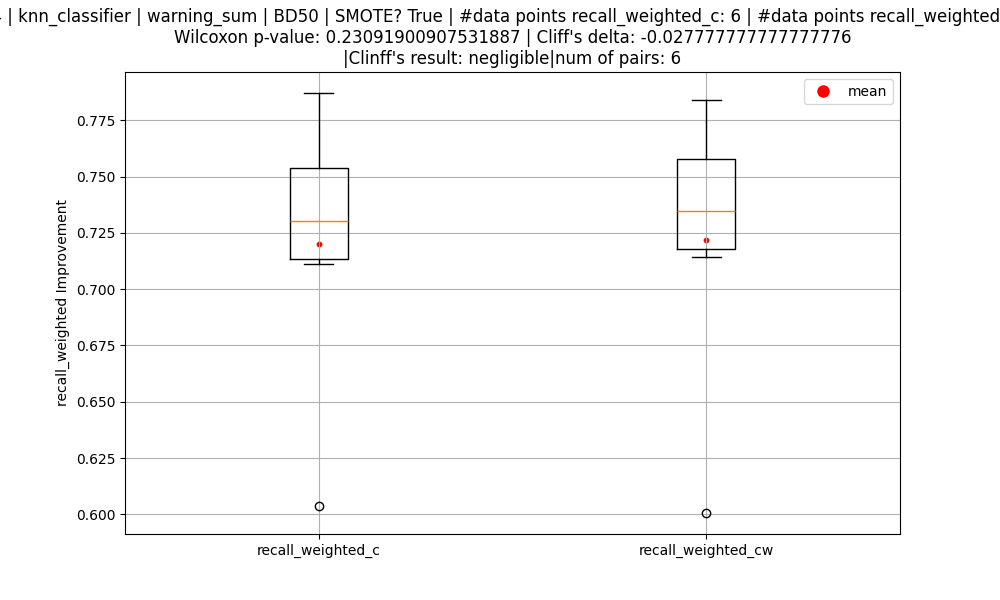 | knn_classifier | warning_sum | BD50 | SMOTE? True | #data points recall_weighted_c: 6 | #data points recall_weighted
Wilcoxon p-value: 0.23091900907531887 | Cliff's delta: -0.027777777777777776
|Clinff's result: negligible|num of pairs: 6
mean
0.775
0.750
0.725
0.700
0.675
0.650
0.625
0.600
recall_weighted Improvement
recall_weighted_c
recall_weighted_cw